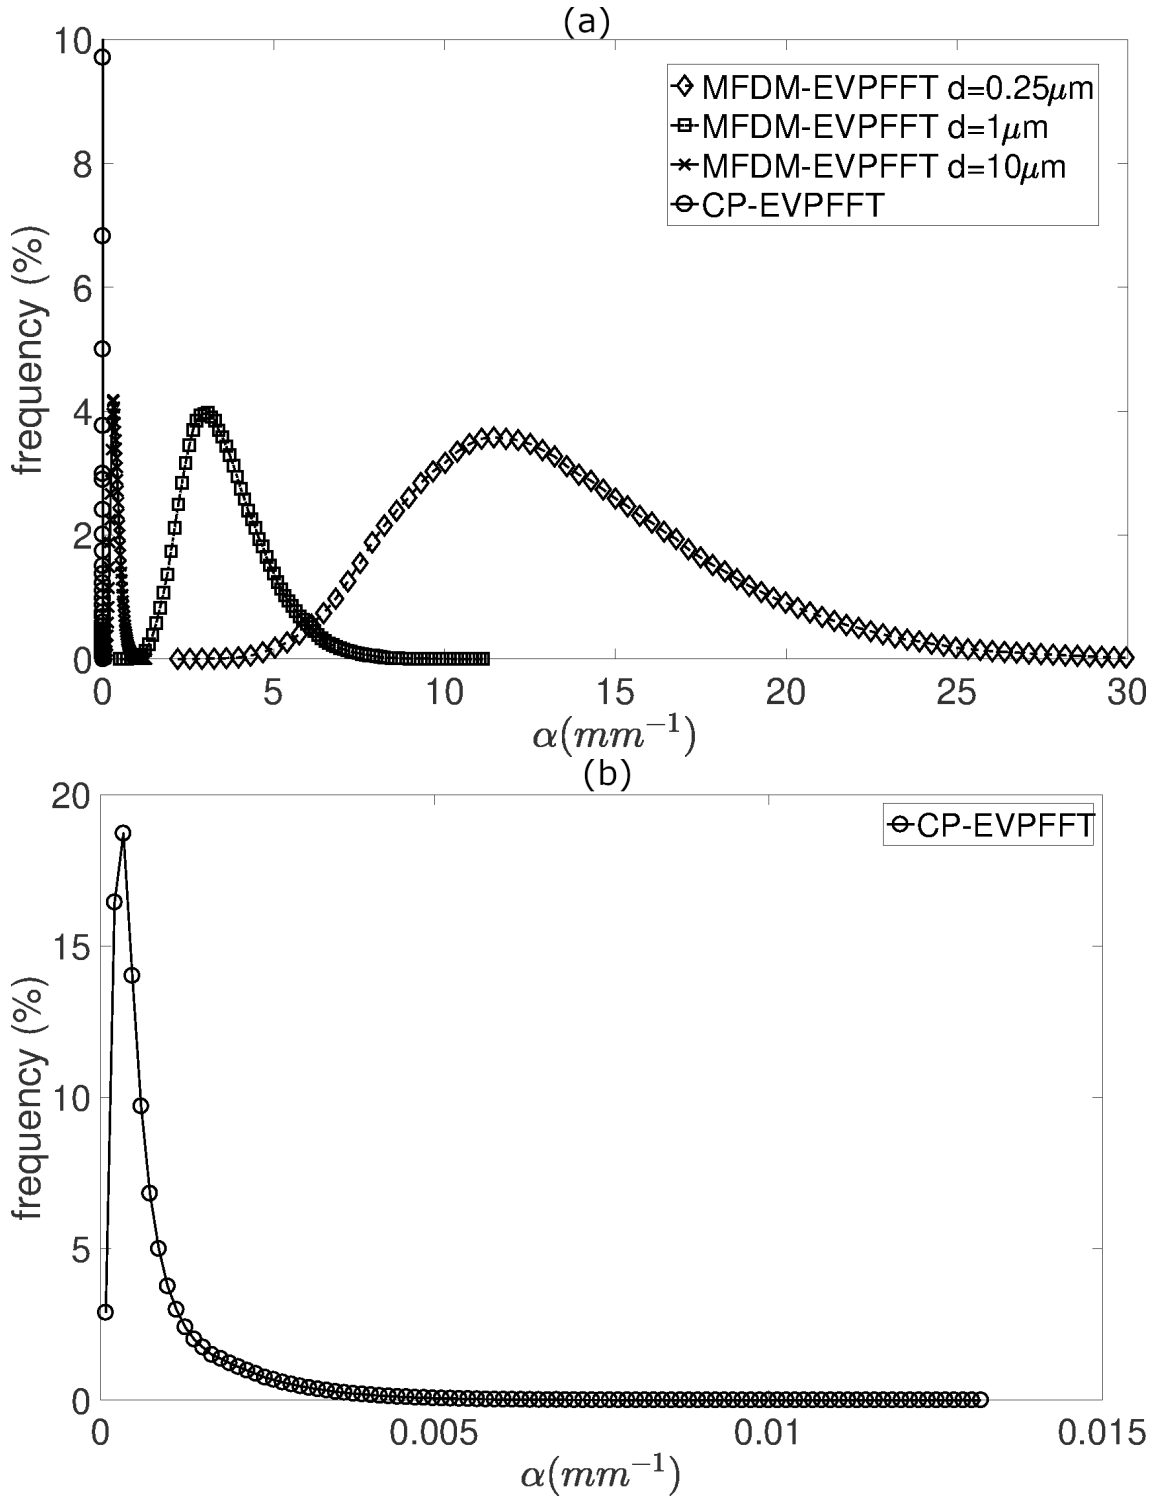 (a)
10
8
6
4
2
0
frequency (%)
MFDM-EVPFFT d=0.25μm
MFDM-EVPFFT d=1μm
MFDM-EVPFFT d=10μm
CP-EVPFFT
0 5 10 15 20 25 30
α(mm⁻¹)
(b)
20
15
10
5
0
frequency (%)
CP-EVPFFT
0 0.005 0.01 0.015
α(mm⁻¹)